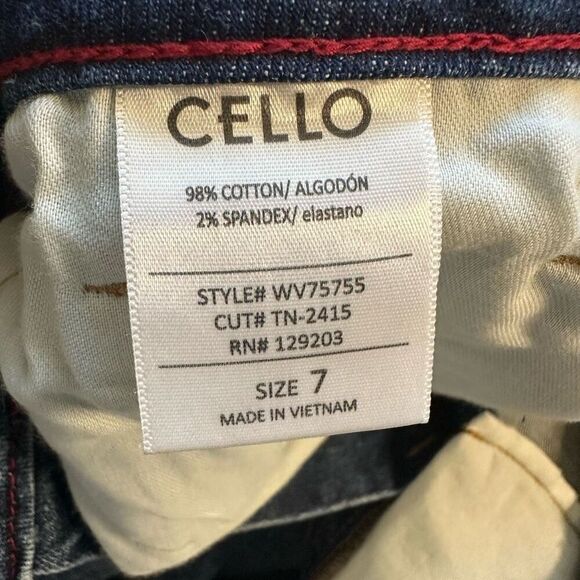 CELLO
98% COTTON/ ALGODÓN
2% SPANDEX/ elastano
STYLE# WV75755
CUT# TN-2415
RN# 129203
SIZE 7
MADE IN VIETNAM